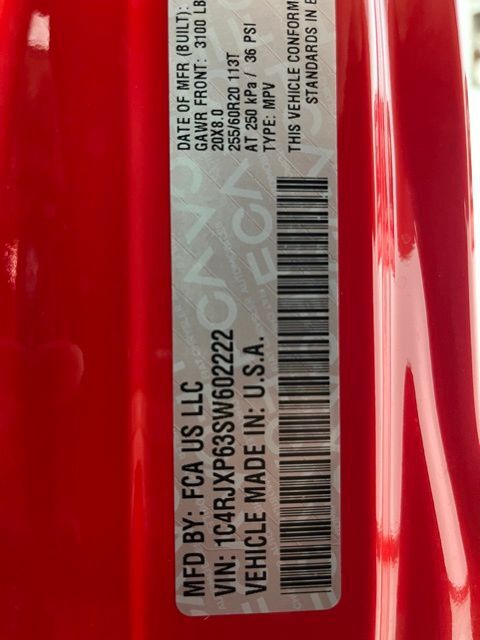 MFD BY: FCA US LLC
VIN: 1C4RJXP63SW602222
VEHICLE MADE IN: U.S.A.
DATE OF MFR (BUILT):
GAWR FRONT: 3100 LB
20X8.0
255/60R20 113T
AT 250 kPa / 36 PSI
TYPE: MPV
THIS VEHICLE CONFORM
STANDARDS IN E